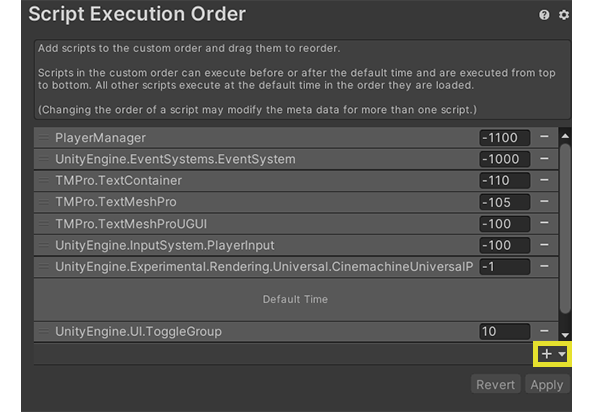 Script Execution Order
Add scripts to the custom order and drag them to reorder.
Scripts in the custom order can execute before or after the default time and are executed from top
to bottom. All other scripts execute at the default time in the order they are loaded.
(Changing the order of a script may modify the meta data for more than one script.)
PlayerManager -1100
UnityEngine.EventSystems.EventSystem -1000
TMPro.TextContainer -110
TMPro.TextMeshPro -105
TMPro.TextMeshProUGUI -100
UnityEngine.InputSystem.PlayerInput -100
UnityEngine.Experimental.Rendering.Universal.CinemachineUniversalP -1
Default Time
UnityEngine.UI.ToggleGroup 10
Revert Apply